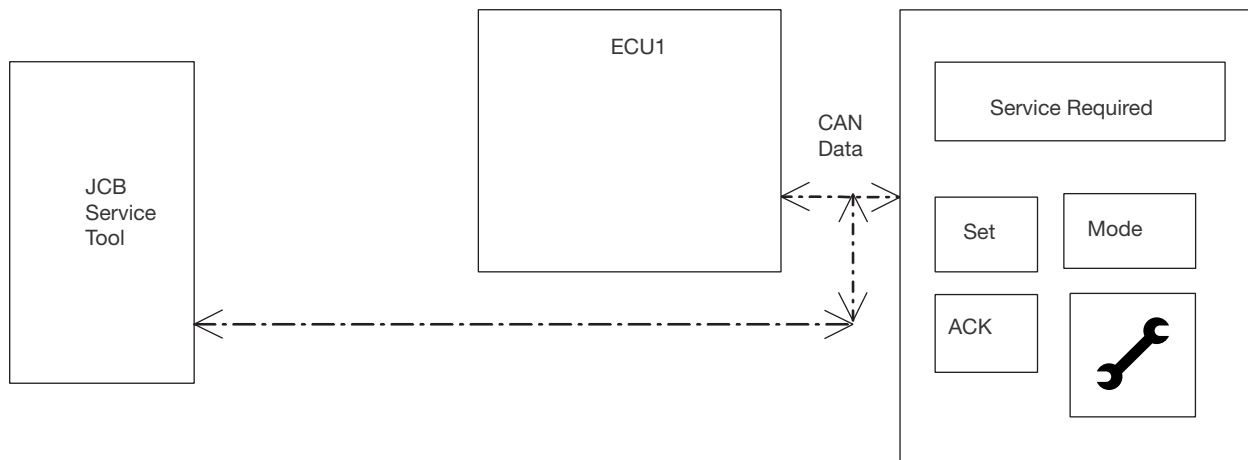 ECU1
JCB
Service
Tool
CAN
Data
Service Required
Set
Mode
ACK